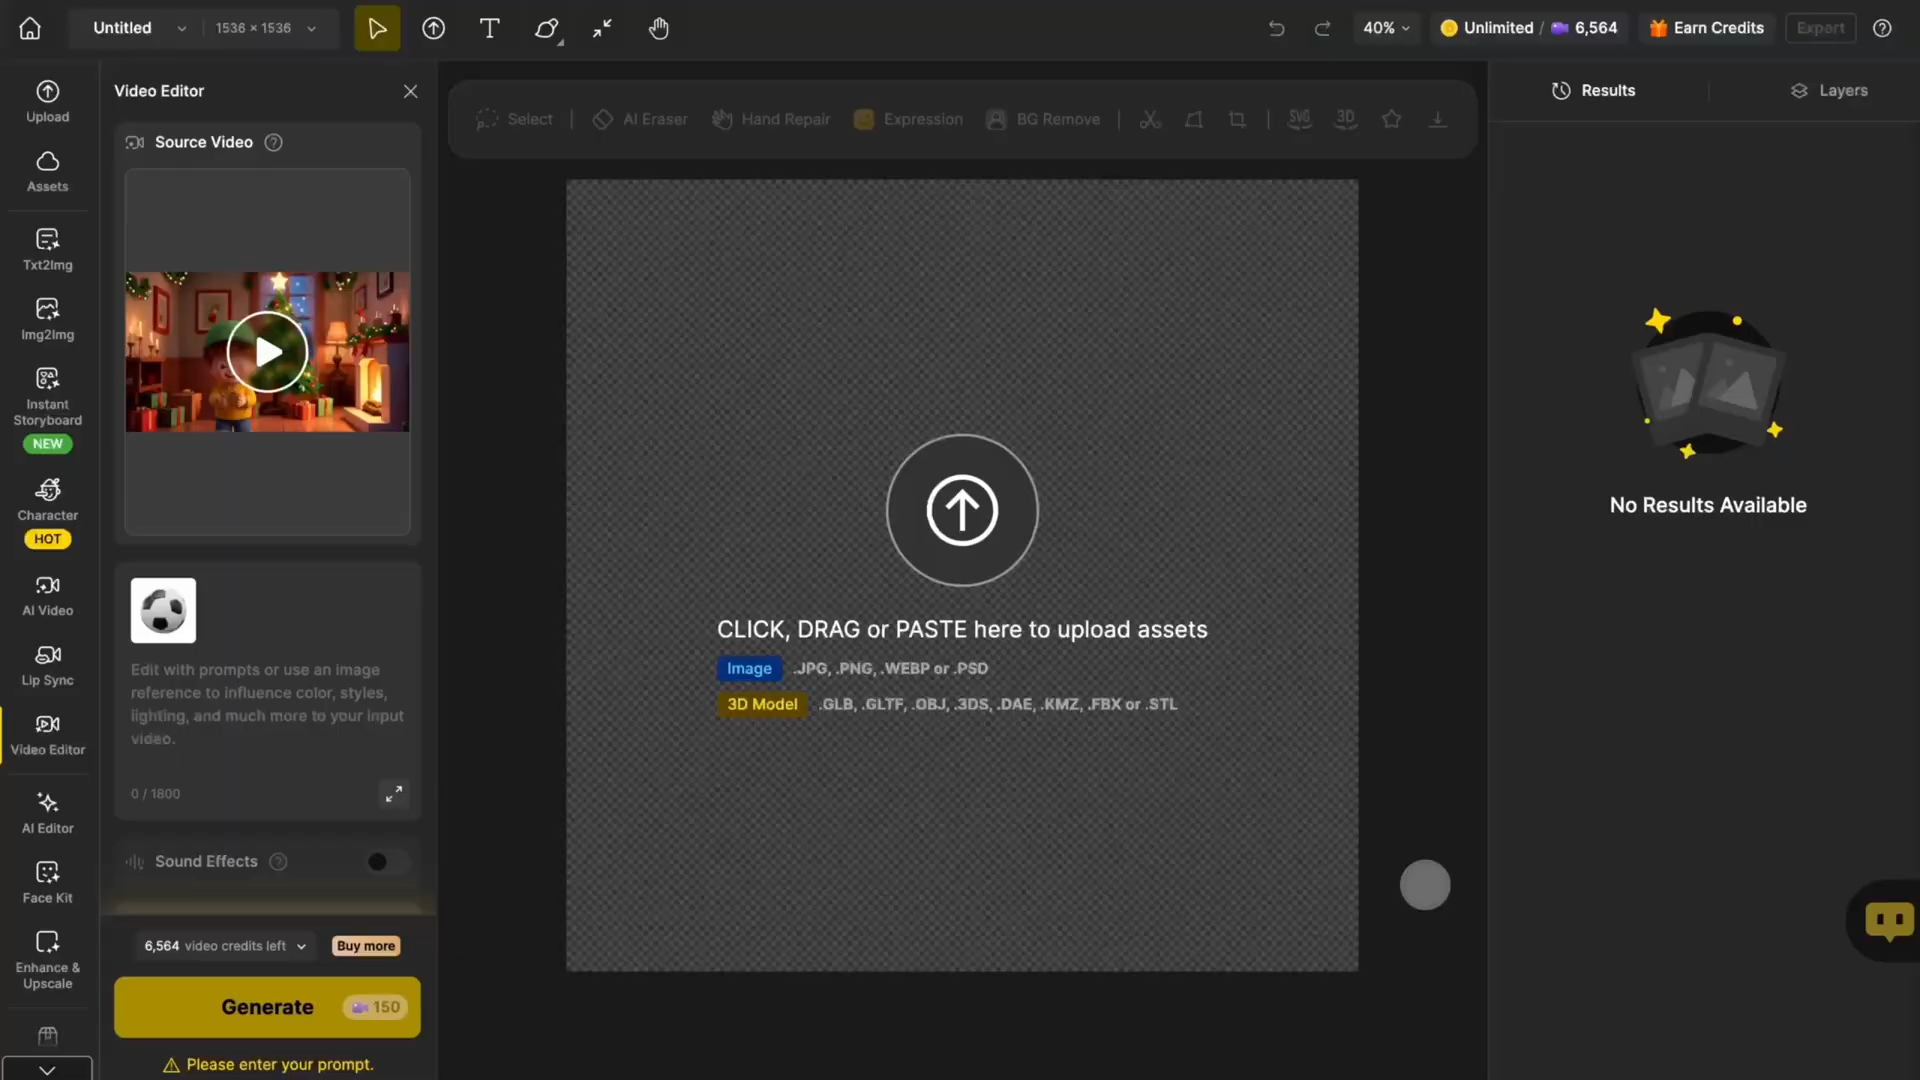 Untitled
1536 × 1536
40%
Unlimited / 6,564
Earn Credits
Export
Upload
Assets
Txt2Img
Img2Img
Instant
Storyboard
NEW
Character
HOT
AI Video
Lip Sync
Video Editor
AI Editor
Face Kit
Enhance &
Upscale
Video Editor
Source Video
Edit with prompts or use an image
reference to influence color, styles,
lighting, and much more to your input
video.
0 / 1800
Sound Effects
6,564 video credits left
Buy more
Generate
150
Please enter your prompt.
Select
AI Eraser
Hand Repair
Expression
BG Remove
SVG
3D
CLICK, DRAG or PASTE here to upload assets
Image .JPG, .PNG, .WEBP or .PSD
3D Model .GLB, .GLTF, .OBJ, .3DS, .DAE, .KMZ, .FBX or .STL
Results
Layers
No Results Available